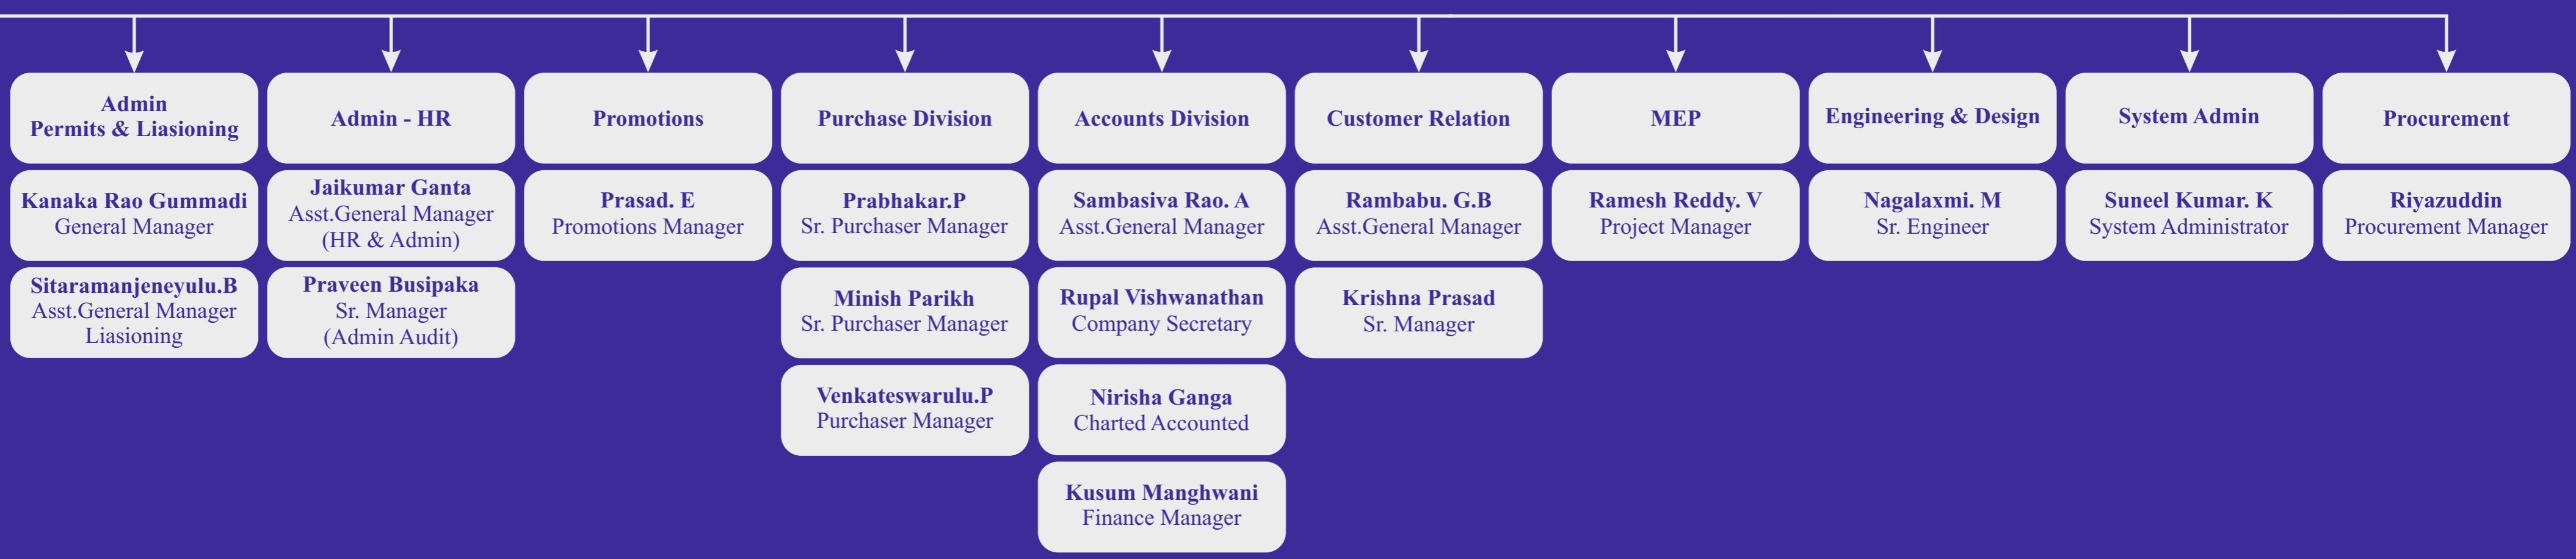 Admin
Permits & Liasioning
Kanaka Rao Gummadi
General Manager
Sitaramanjeneyulu.B
Asst.General Manager
Liasioning
Admin - HR
Jaikumar Ganta
Asst.General Manager
(HR & Admin)
Praveen Busipaka
Sr. Manager
(Admin Audit)
Promotions
Prasad. E
Promotions Manager
Purchase Division
Prabhakar.P
Sr. Purchaser Manager
Minish Parikh
Sr. Purchaser Manager
Venkateswarulu.P
Purchaser Manager
Accounts Division
Sambasiva Rao. A
Asst.General Manager
Rupal Vishwanathan
Company Secretary
Nirisha Ganga
Charted Accounted
Kusum Manghwani
Finance Manager
Customer Relation
Rambabu. G.B
Asst.General Manager
Krishna Prasad
Sr. Manager
MEP
Ramesh Reddy. V
Project Manager
Engineering & Design
Nagalaxmi. M
Sr. Engineer
System Admin
Suneel Kumar. K
System Administrator
Procurement
Riyazuddin
Procurement Manager